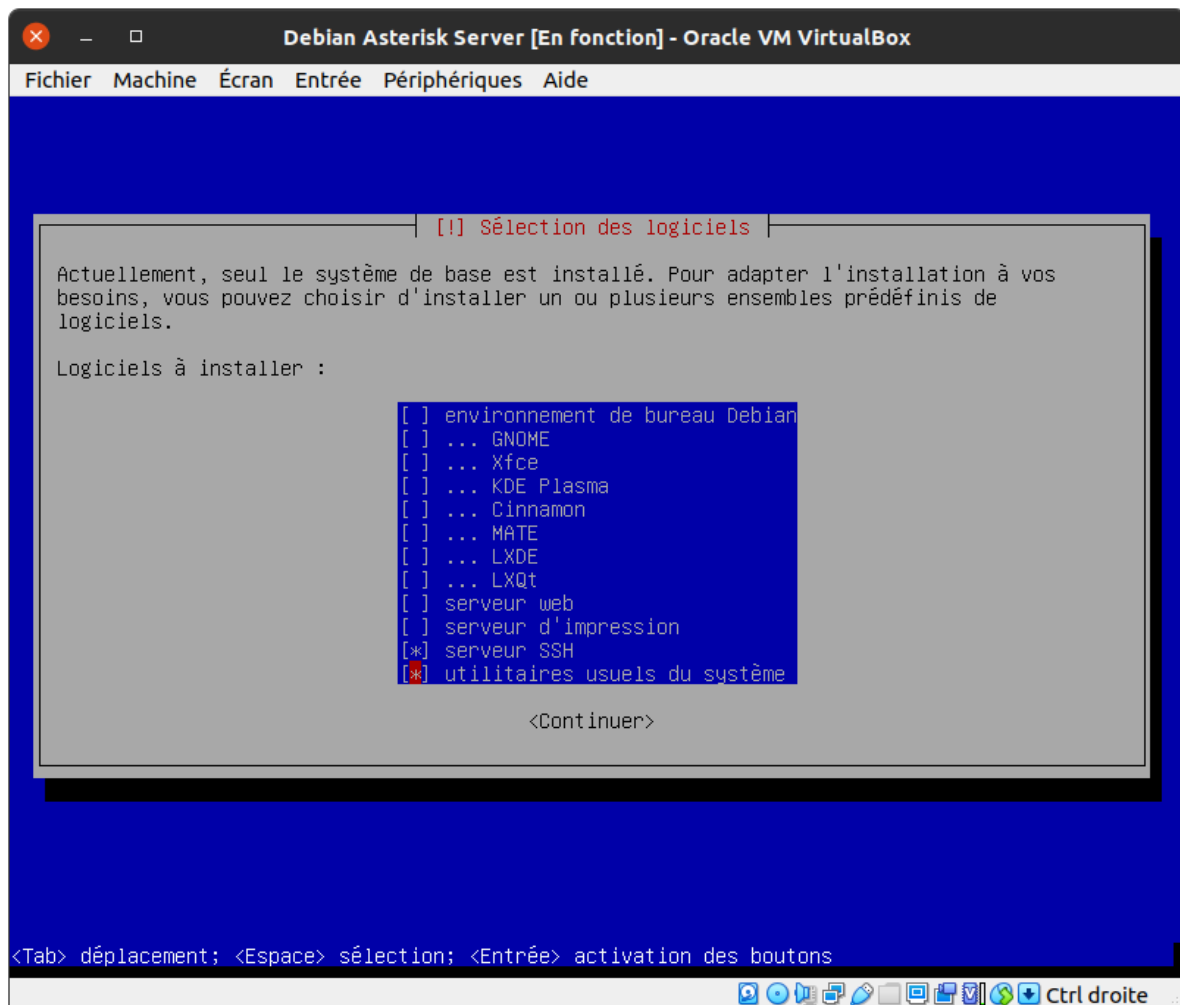 Debian Asterisk Server [En fonction] - Oracle VM VirtualBox
Fichier Machine Écran Entrée Périphériques Aide
[!] Sélection des logiciels
Actuellement, seul le système de base est installé. Pour adapter l'installation à vos
besoins, vous pouvez choisir d'installer un ou plusieurs ensembles prédéfinis de
logiciels.
Logiciels à installer :
[ ] environnement de bureau Debian
[ ] ... GNOME
[ ] ... Xfce
[ ] ... KDE Plasma
[ ] ... Cinnamon
[ ] ... MATE
[ ] ... LXDE
[ ] ... LXQt
[ ] serveur web
[ ] serveur d'impression
[*] serveur SSH
[*] utilitaires usuels du système
<Continuer>
<Tab> déplacement; <Espace> sélection; <Entrée> activation des boutons
Ctrl droite